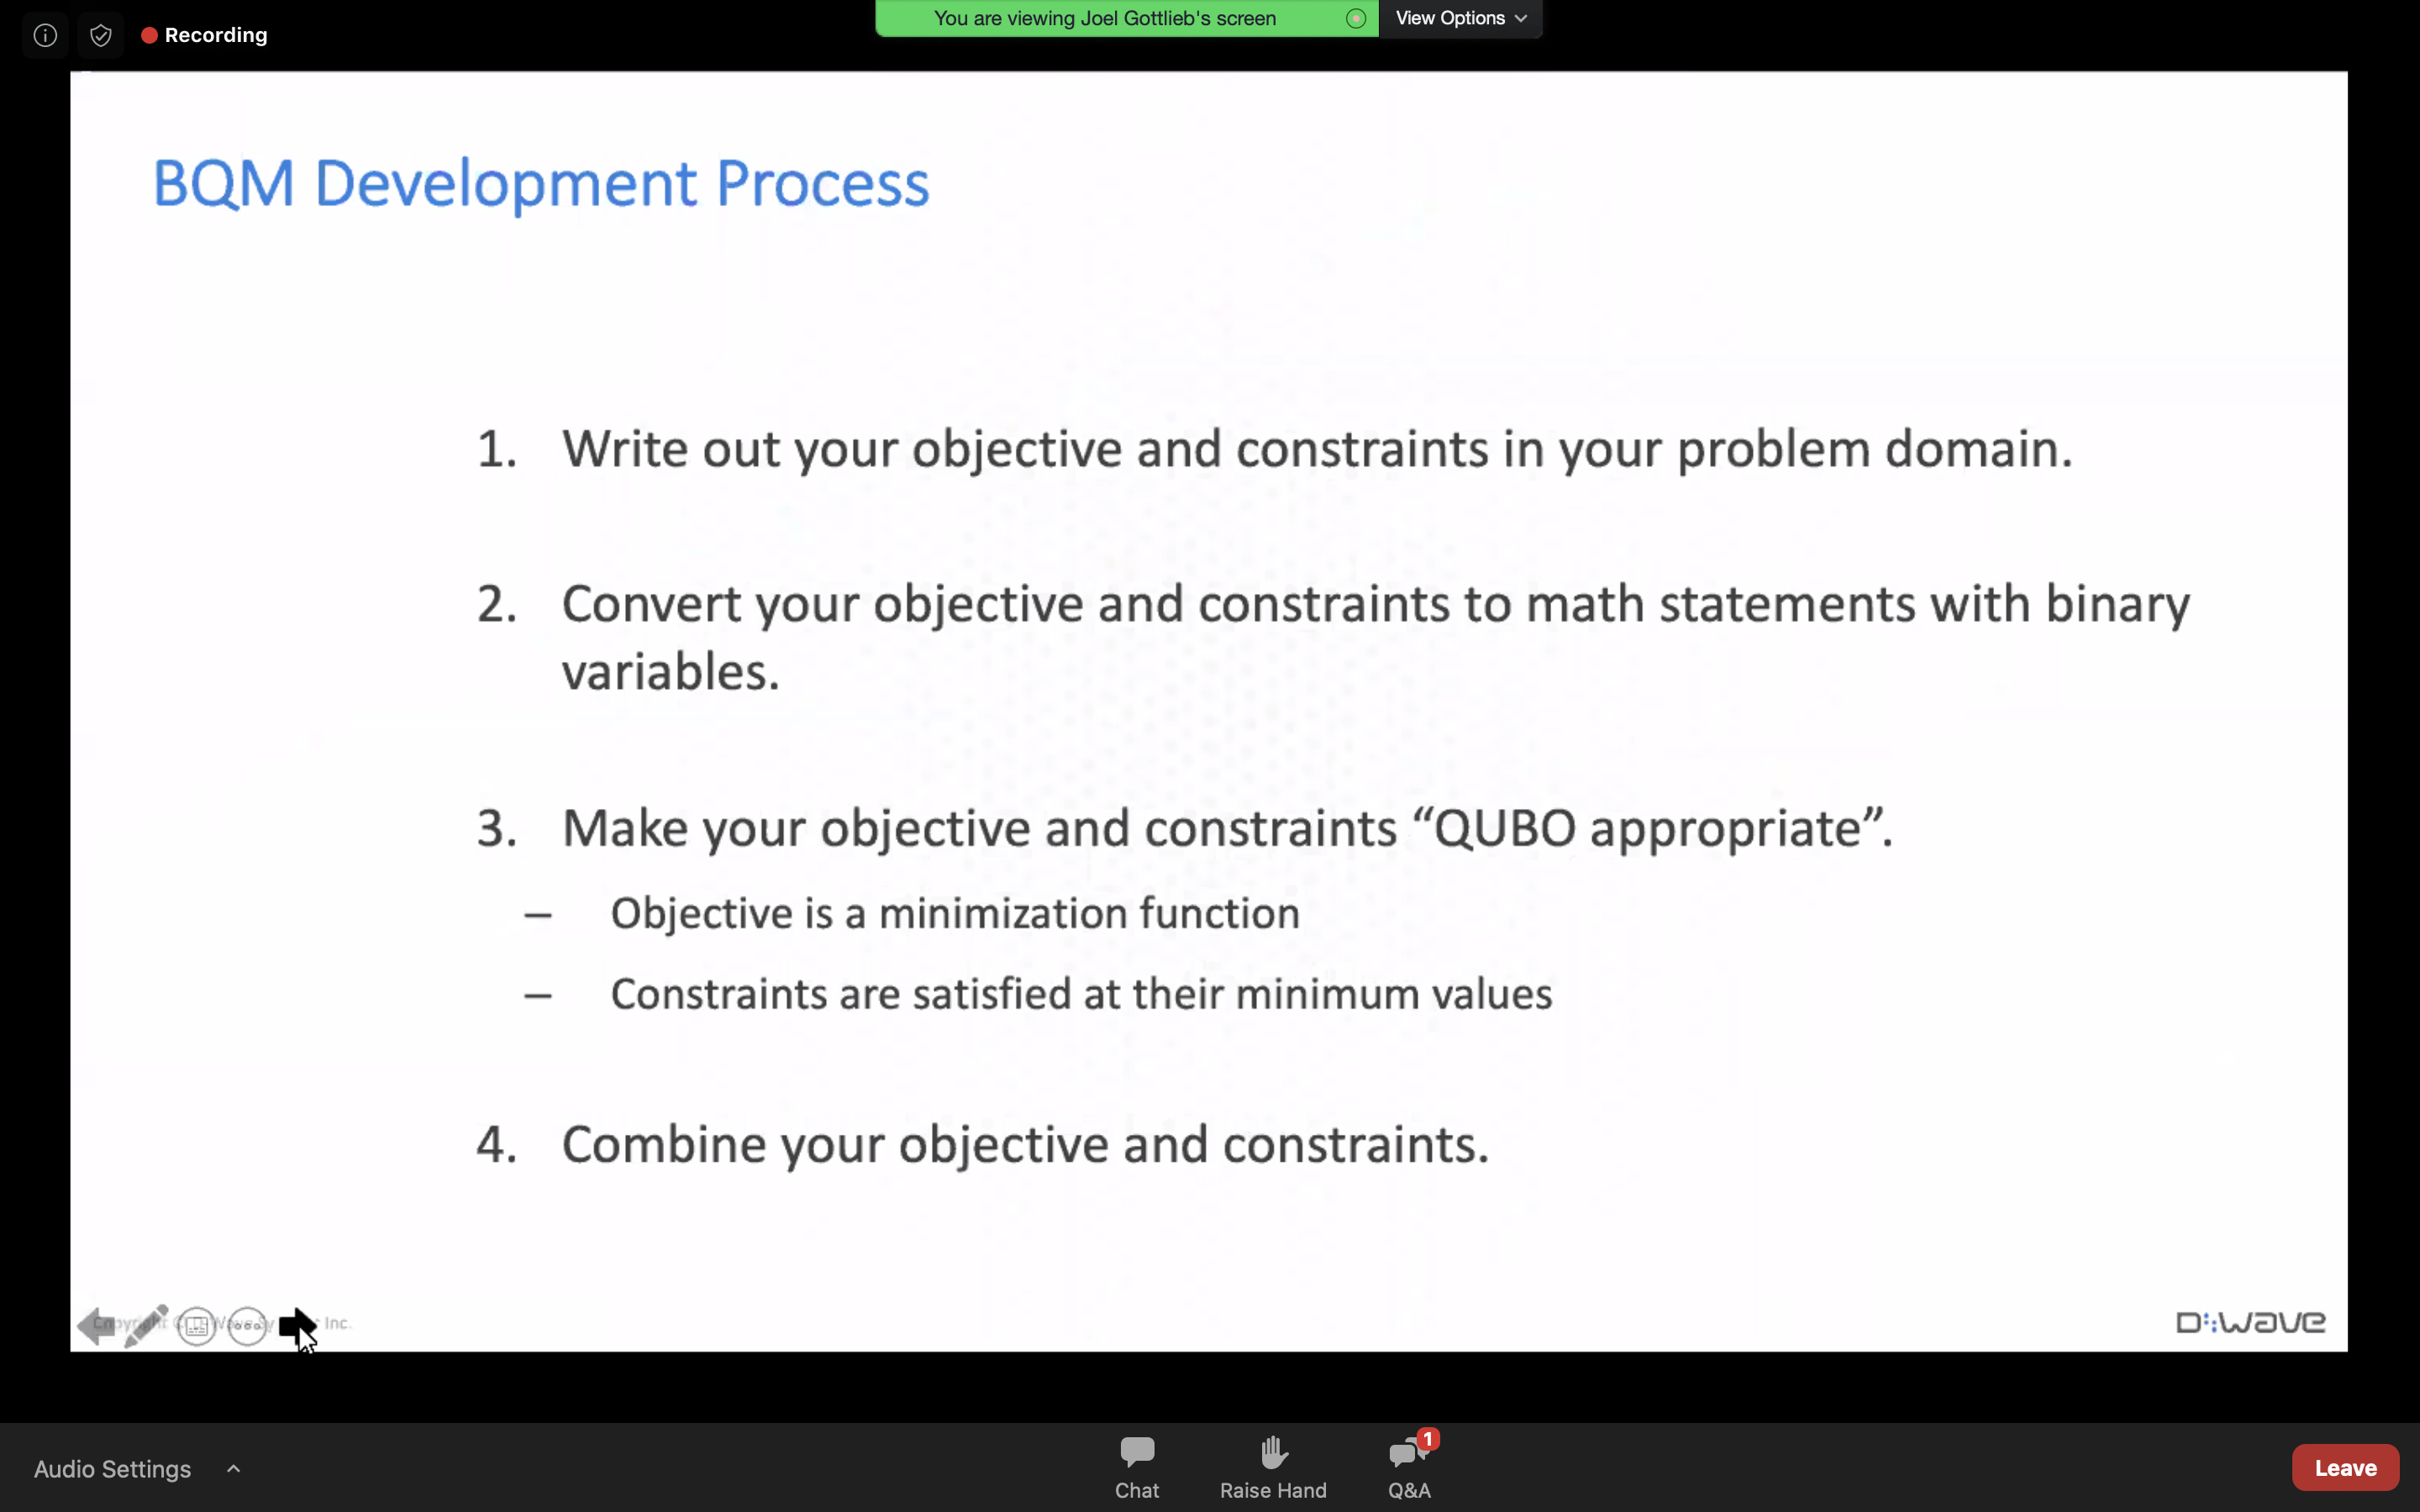 You are viewing Joel Gottlieb's screen
View Options
Recording
BQM Development Process
1. Write out your objective and constraints in your problem domain.
2. Convert your objective and constraints to math statements with binary
variables.
3. Make your objective and constraints “QUBO appropriate”.
– Objective is a minimization function
– Constraints are satisfied at their minimum values
4. Combine your objective and constraints.
Inc.
D:Wave
Audio Settings
Chat
Raise Hand
1
Q&A
Leave